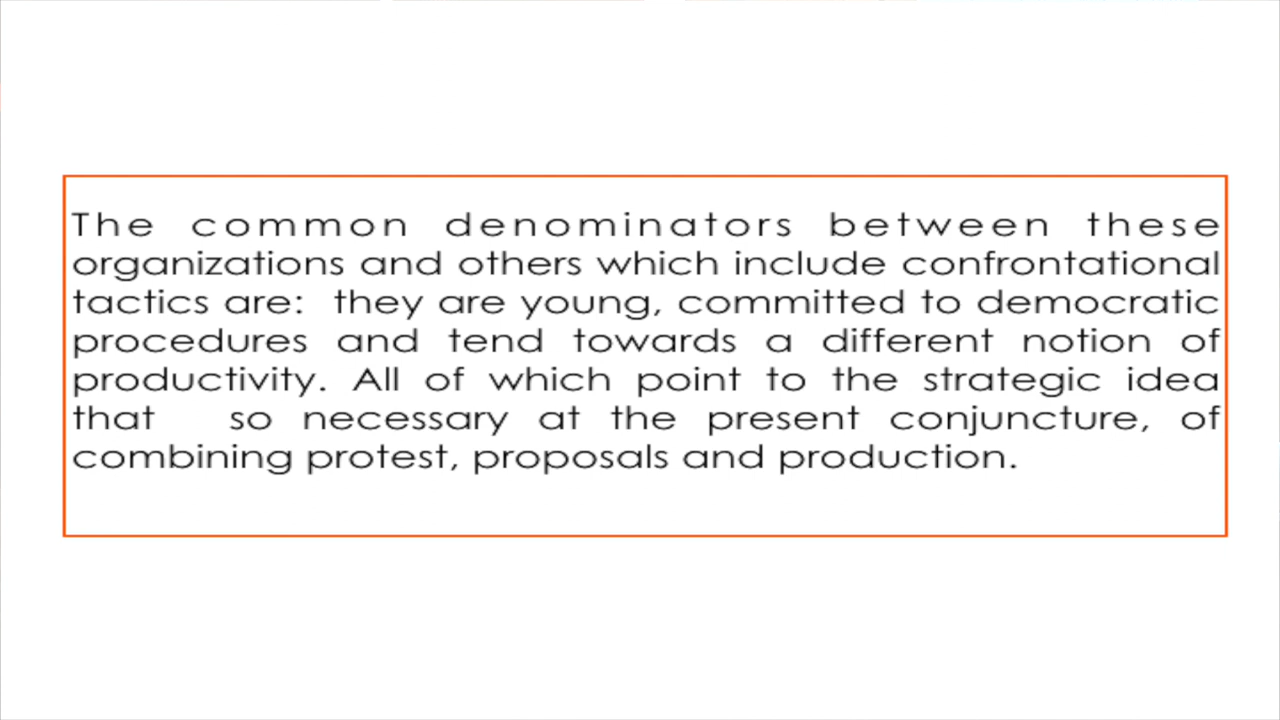 The common denominators between these
organizations and others which include confrontational
tactics are:  they are young, committed to democratic
procedures and tend towards a different notion of
productivity. All of which point to the strategic idea
that   so necessary at the present conjuncture, of
combining protest, proposals and production.